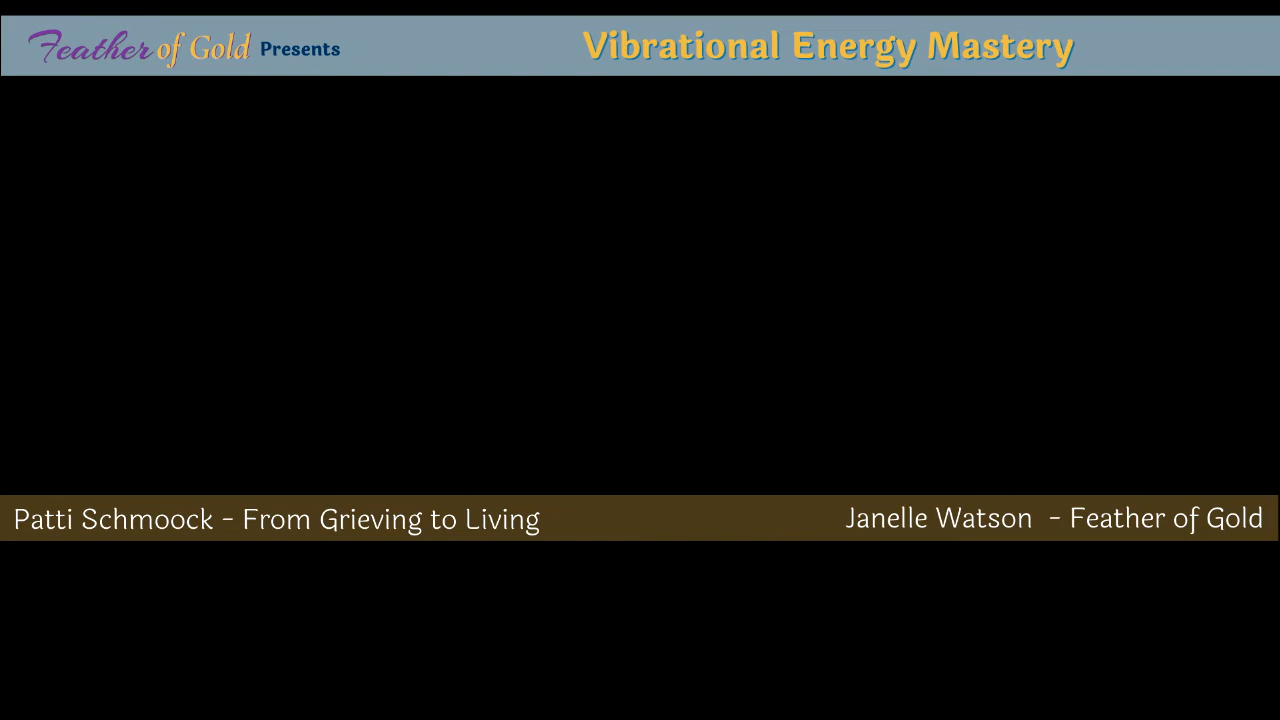 Feather of Gold Presents Vibrational Energy Mastery
Patti Schmoock - From Grieving to Living
Janelle Watson - Feather of Gold